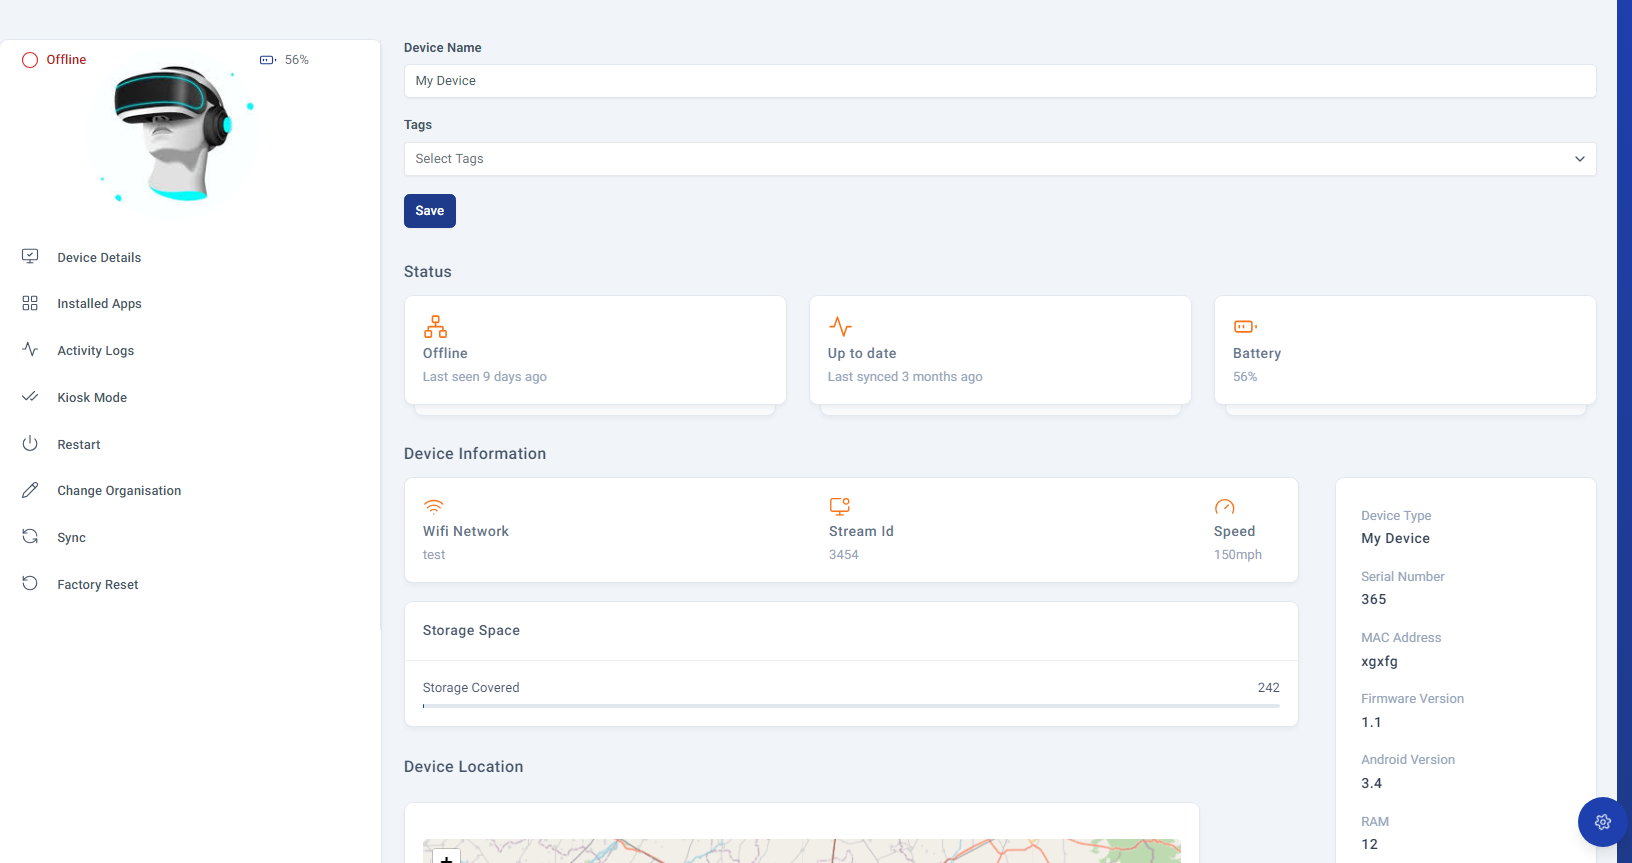 Offline
56%
Device Details
Installed Apps
Activity Logs
Kiosk Mode
Restart
Change Organisation
Sync
Factory Reset
Device Name
My Device
Tags
Select Tags
Save
Status
Offline
Last seen 9 days ago
Up to date
Last synced 3 months ago
Battery
56%
Device Information
Wifi Network
test
Stream Id
3454
Speed
150mph
Storage Space
Storage Covered 242
Device Location
+
Device Type
My Device
Serial Number
365
MAC Address
xgxfg
Firmware Version
1.1
Android Version
3.4
RAM
12